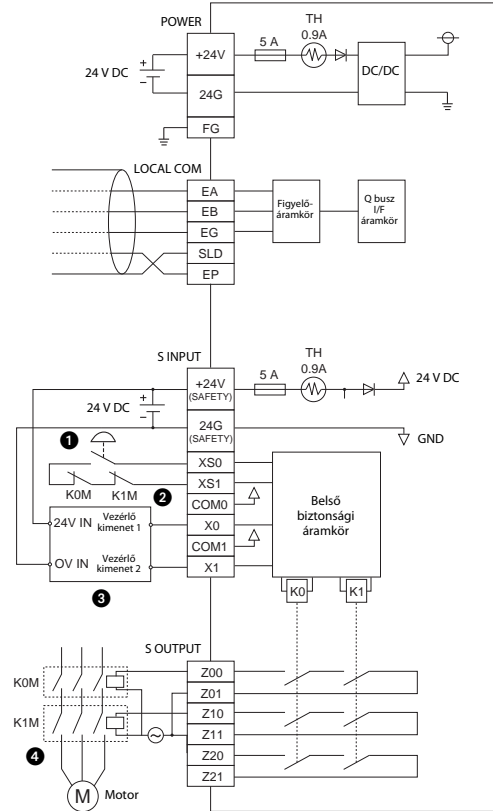 POWER
TH
0.9A
5 A
+24V
24 V DC
+
−
24G
DC/DC
FG
LOCAL COM
EA
EB
EG
SLD
EP
Figyelő-
áramkör
Q busz
I/F
áramkör
S INPUT
TH
0.9A
5 A
+24V
(SAFETY)
24 V DC
24 V DC
+
−
24G
(SAFETY)
GND
1
XS0
XS1
K0M
K1M
2
COM0
X0
COM1
X1
24V IN
Vezérlő
kimenet 1
OV IN
Vezérlő
kimenet 2
3
Belső
biztonsági
áramkör
K0
K1
S OUTPUT
K0M
Z00
Z01
K1M
Z10
Z11
4
Z20
Z21
M
Motor